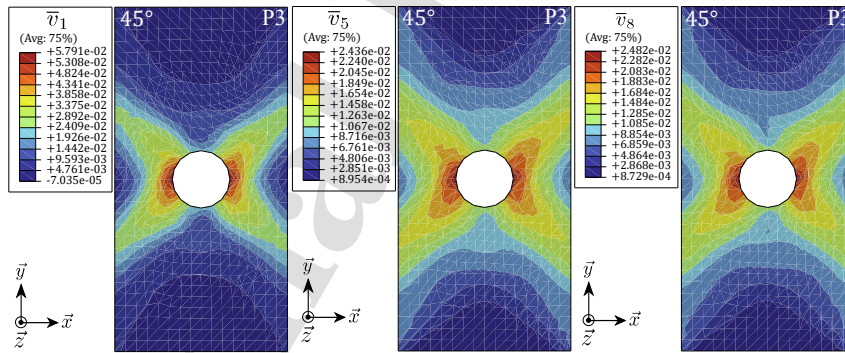 v̅₁
(Avg: 75%)
+5.791e-02
+5.308e-02
+4.824e-02
+4.341e-02
+3.858e-02
+3.375e-02
+2.892e-02
+2.409e-02
+1.926e-02
+1.442e-02
+9.593e-03
+4.761e-03
-7.035e-05
45°
P3
v̅₅
(Avg: 75%)
+2.436e-02
+2.240e-02
+2.045e-02
+1.849e-02
+1.654e-02
+1.458e-02
+1.263e-02
+1.067e-02
+8.716e-03
+6.761e-03
+4.806e-03
+2.851e-03
+8.954e-04
45°
P3
v̅₈
(Avg: 75%)
+2.482e-02
+2.282e-02
+2.083e-02
+1.883e-02
+1.684e-02
+1.484e-02
+1.285e-02
+1.085e-02
+8.854e-03
+6.859e-03
+4.864e-03
+2.868e-03
+8.729e-04
45°
P3
y⃗
z⃗
x⃗
y⃗
z⃗
x⃗
y⃗
z⃗
x⃗